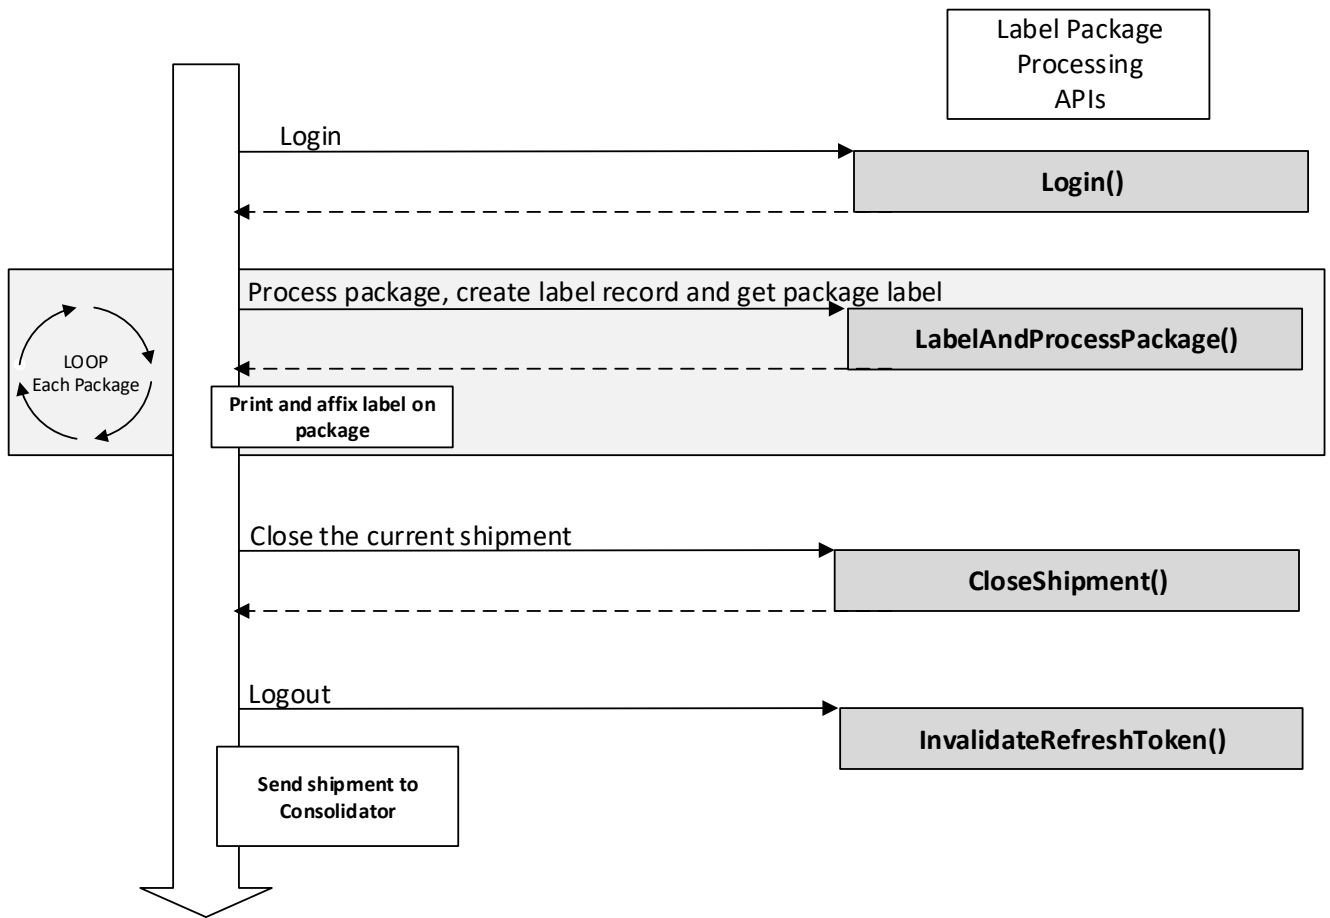 Label Package
Processing
APIs
Login
Login()
Process package, create label record and get package label
LabelAndProcessPackage()
LOOP
Each Package
Print and affix label on
package
Close the current shipment
CloseShipment()
Logout
InvalidateRefreshToken()
Send shipment to
Consolidator